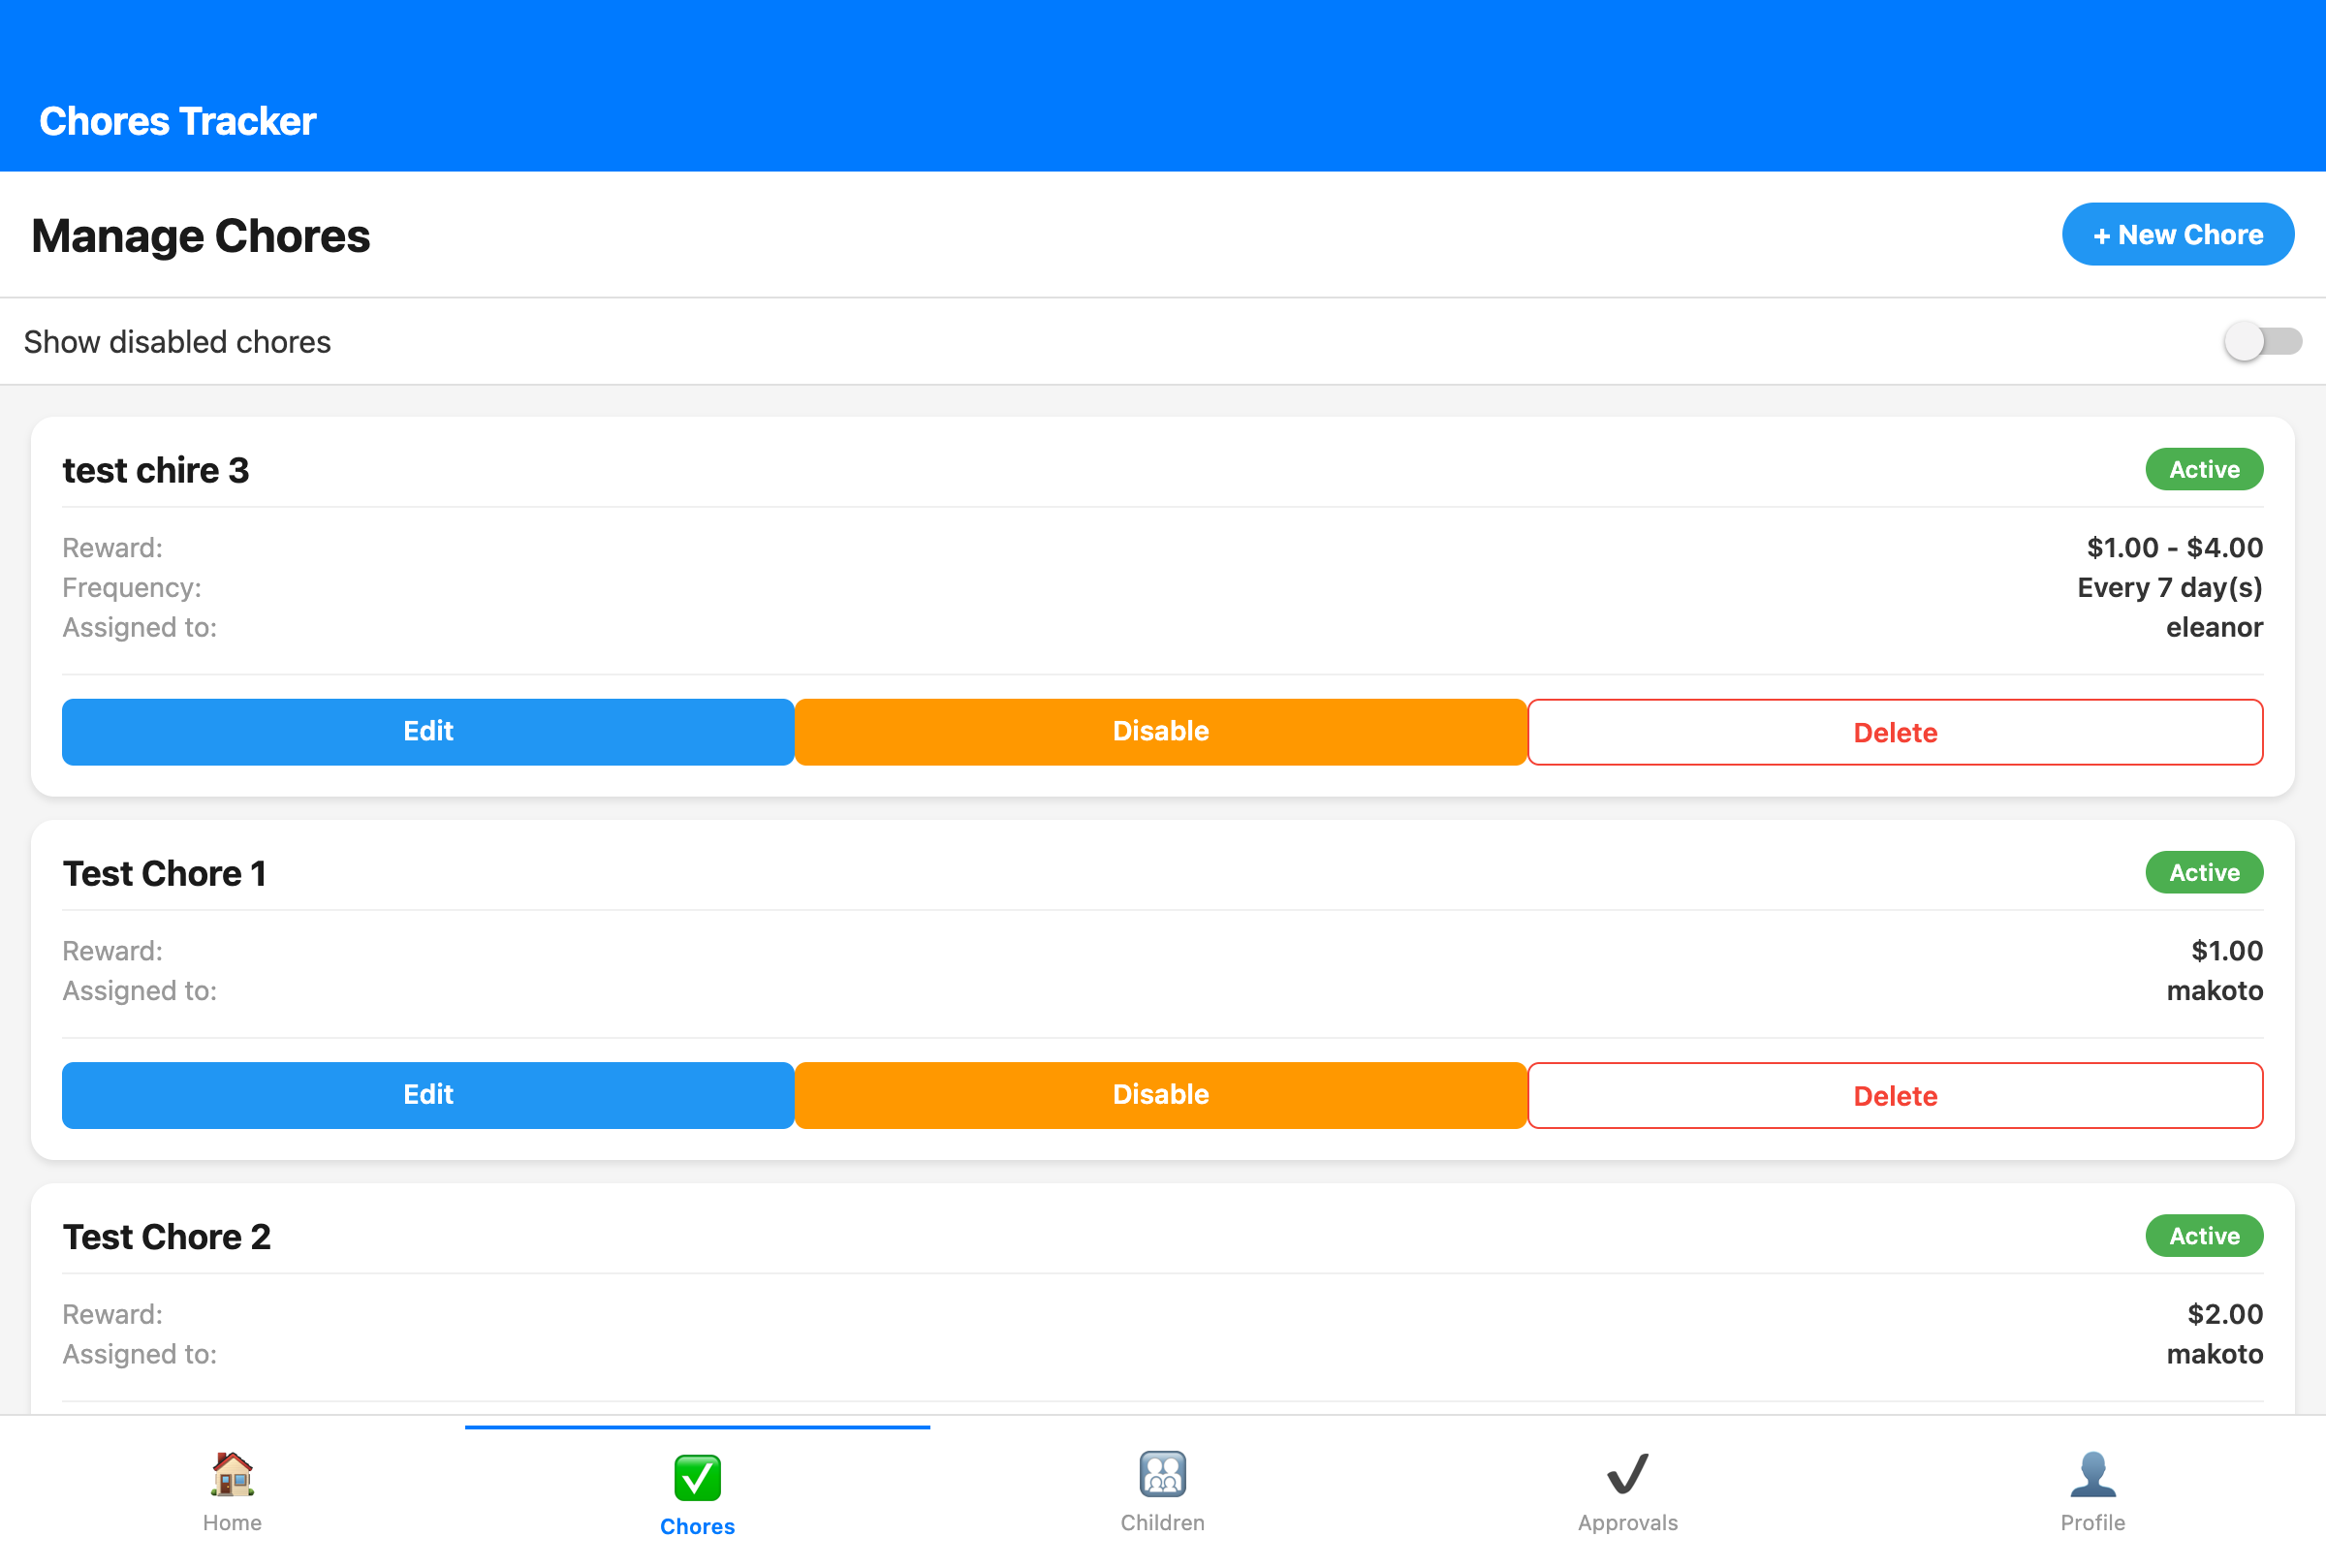 Chores Tracker
Manage Chores
+ New Chore
Show disabled chores
test chire 3
Active
Reward:
$1.00 - $4.00
Frequency:
Every 7 day(s)
Assigned to:
eleanor
Edit
Disable
Delete
Test Chore 1
Active
Reward:
$1.00
Assigned to:
makoto
Edit
Disable
Delete
Test Chore 2
Active
Reward:
$2.00
Assigned to:
makoto
Home
Chores
Children
Approvals
Profile